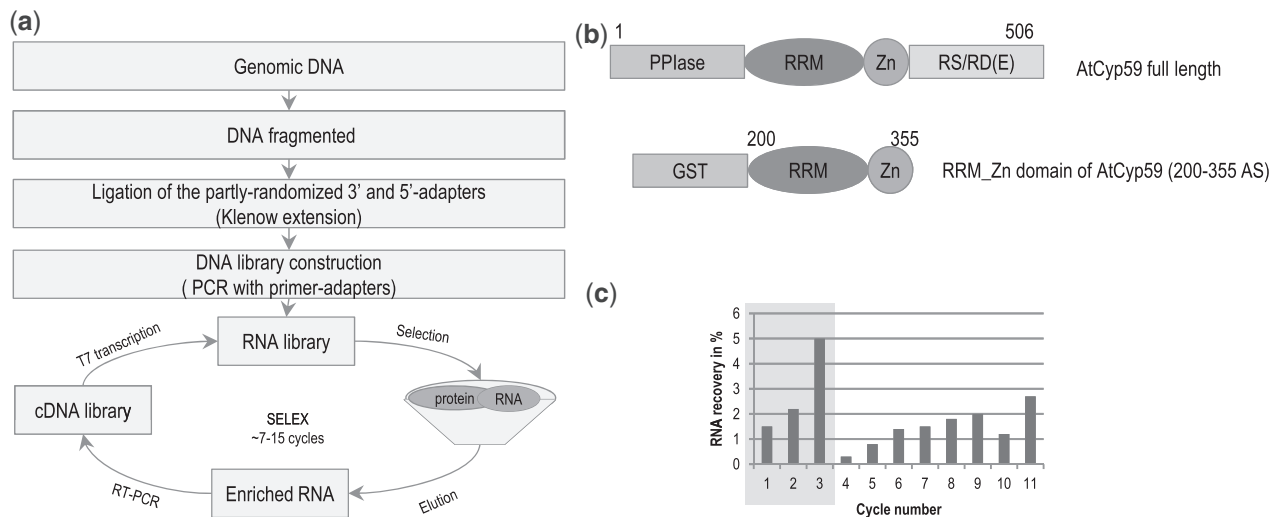 (a)
Genomic DNA
DNA fragmented
Ligation of the partly-randomized 3’ and 5’-adapters
(Klenow extension)
DNA library construction
( PCR with primer-adapters)
T7 transcription
RNA library
Selection
cDNA library
protein
RNA
SELEX
~7-15 cycles
RT-PCR
Enriched RNA
Elution
(b)
1
506
PPIase
RRM
Zn
RS/RD(E)
AtCyp59 full length
200
355
GST
RRM
Zn
RRM_Zn domain of AtCyp59 (200-355 AS)
(c)
RNA recovery in %
6
5
4
3
2
1
0
1 2 3 4 5 6 7 8 9 10 11
Cycle number